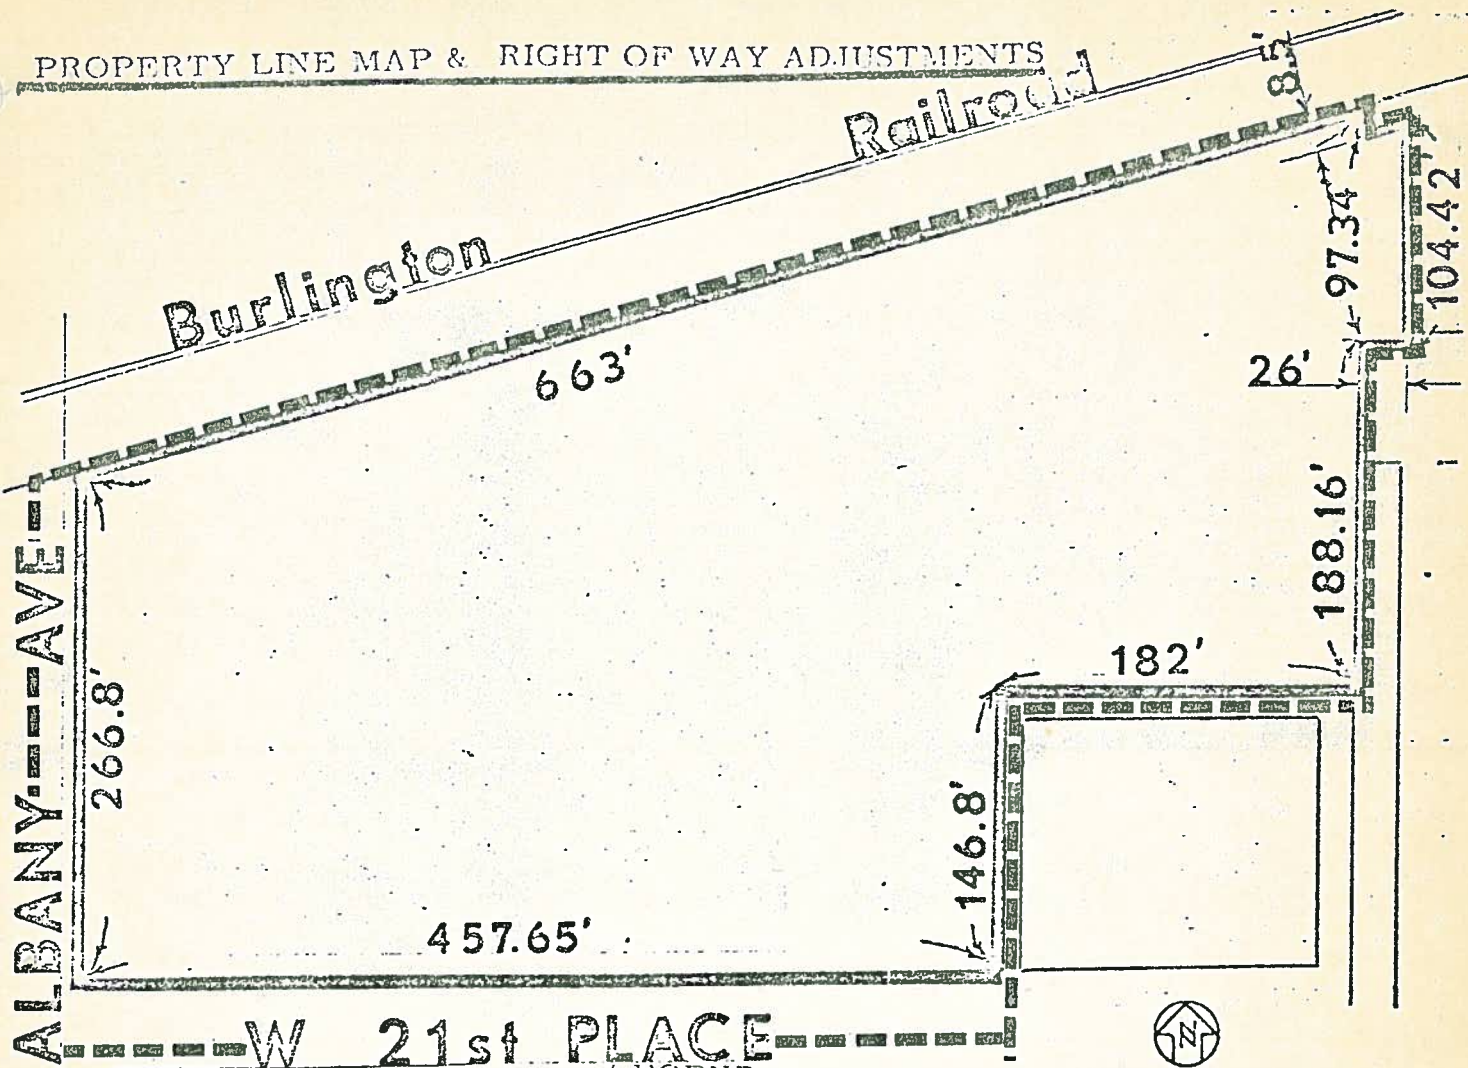 PROPERTY LINE MAP & RIGHT OF WAY ADJUSTMENTS
Burlington Railroad
8.5'
663'
97.34'
104.42'
26'
188.16'
182'
266.8'
146.8'
457.65'
ALBANY AVE
W 21st PLACE
N